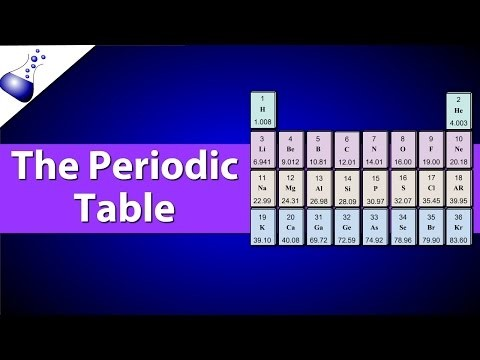 The Periodic
Table
1 2
H He
1.008 4.003
3 4 5 6 7 8 9 10
Li Be B C N O F Ne
6.941 9.012 10.81 12.01 14.01 16.00 19.00 20.18
11 12 13 14 15 16 17 18
Na Mg Al Si P S Cl AR
22.99 24.31 26.98 28.09 30.97 32.07 35.45 39.95
19 20 31 32 33 34 35 36
K Ca Ga Ge As Se Br Kr
39.10 40.08 69.72 72.59 74.92 78.96 79.90 83.60